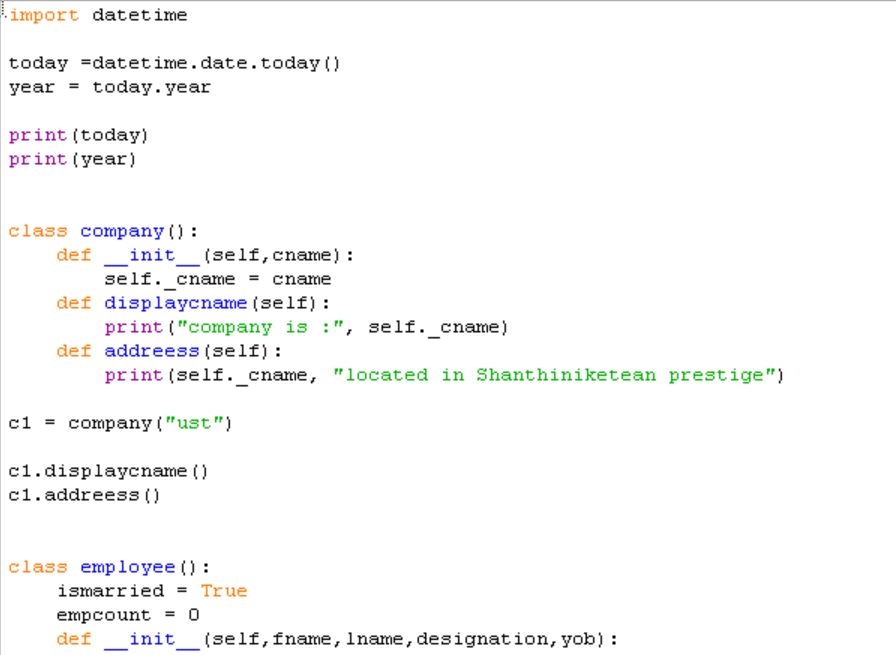 import datetime
today =datetime.date.today()
year = today.year
print(today)
print(year)
class company():
    def __init__(self,cname):
        self._cname = cname
    def displaycname(self):
        print("company is :", self._cname)
    def addreess(self):
        print(self._cname, "located in Shanthiniketean prestige")
c1 = company("ust")
c1.displaycname()
c1.addreess()
class employee():
    ismarried = True
    empcount = 0
    def __init__(self,fname,lname,designation,yob):